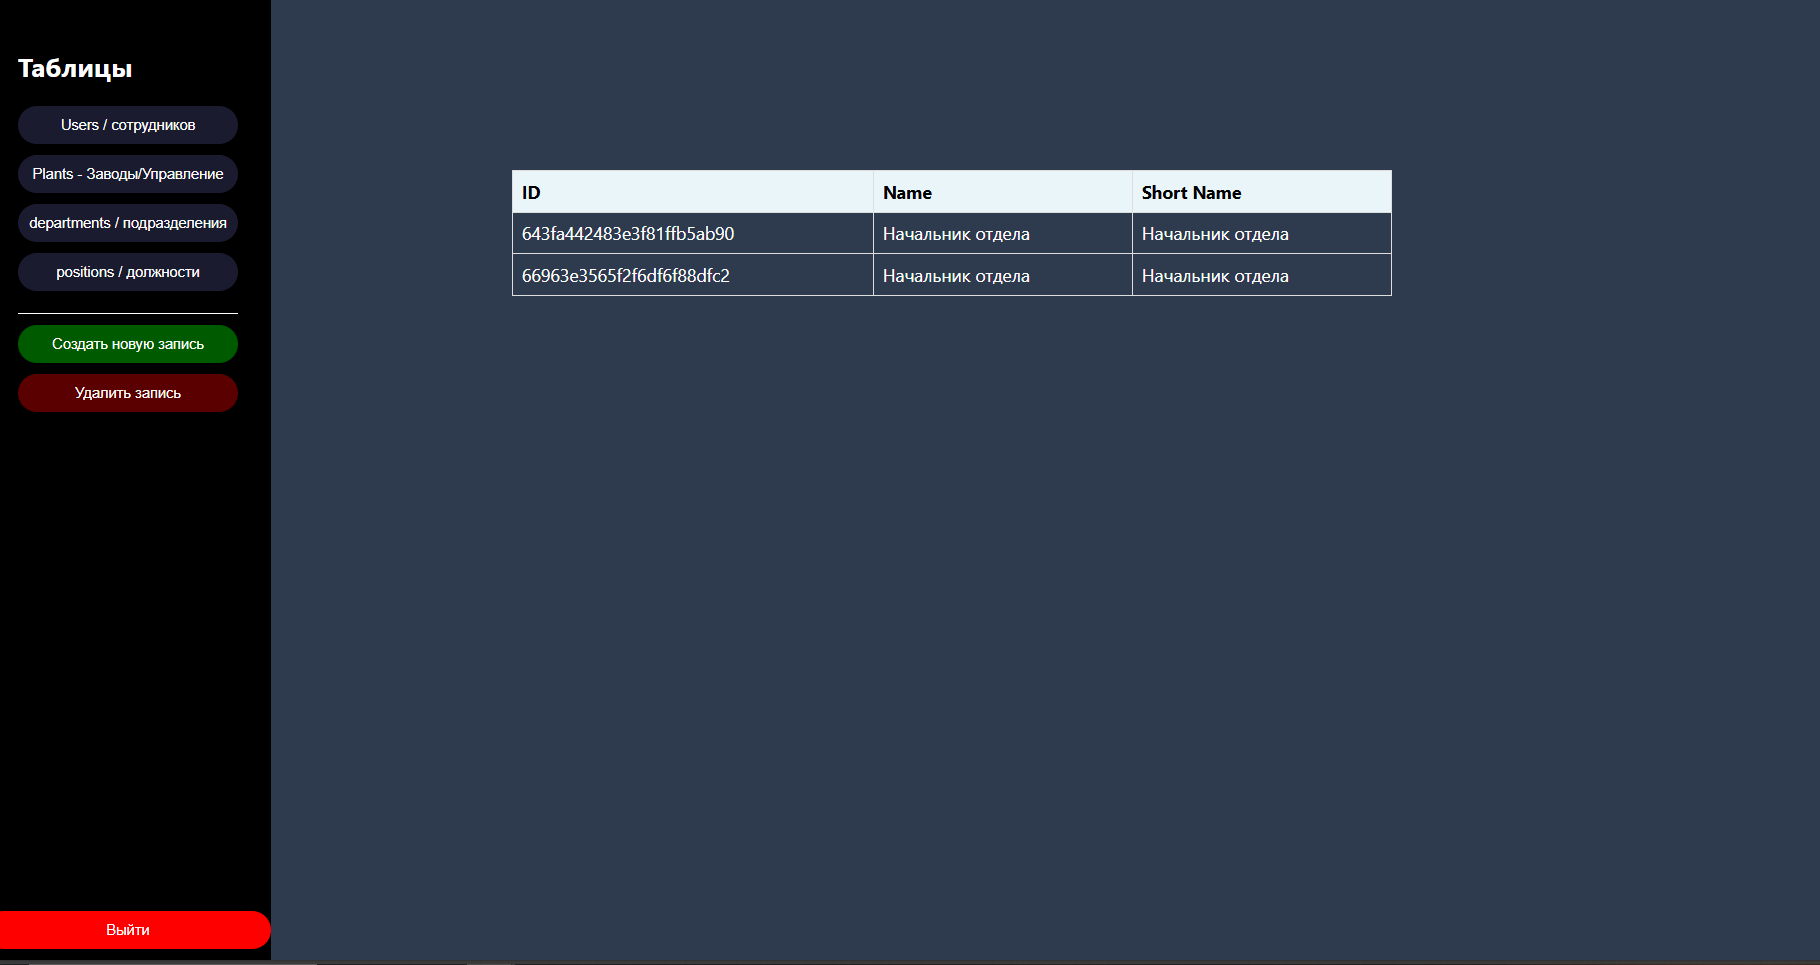 Таблицы
Users / сотрудников
Plants - Заводы/Управление
departments / подразделения
positions / должности
Создать новую запись
Удалить запись
Выйти
ID Name Short Name
643fa442483e3f81ffb5ab90 Начальник отдела Начальник отдела
66963e3565f2f6df6f88dfc2 Начальник отдела Начальник отдела